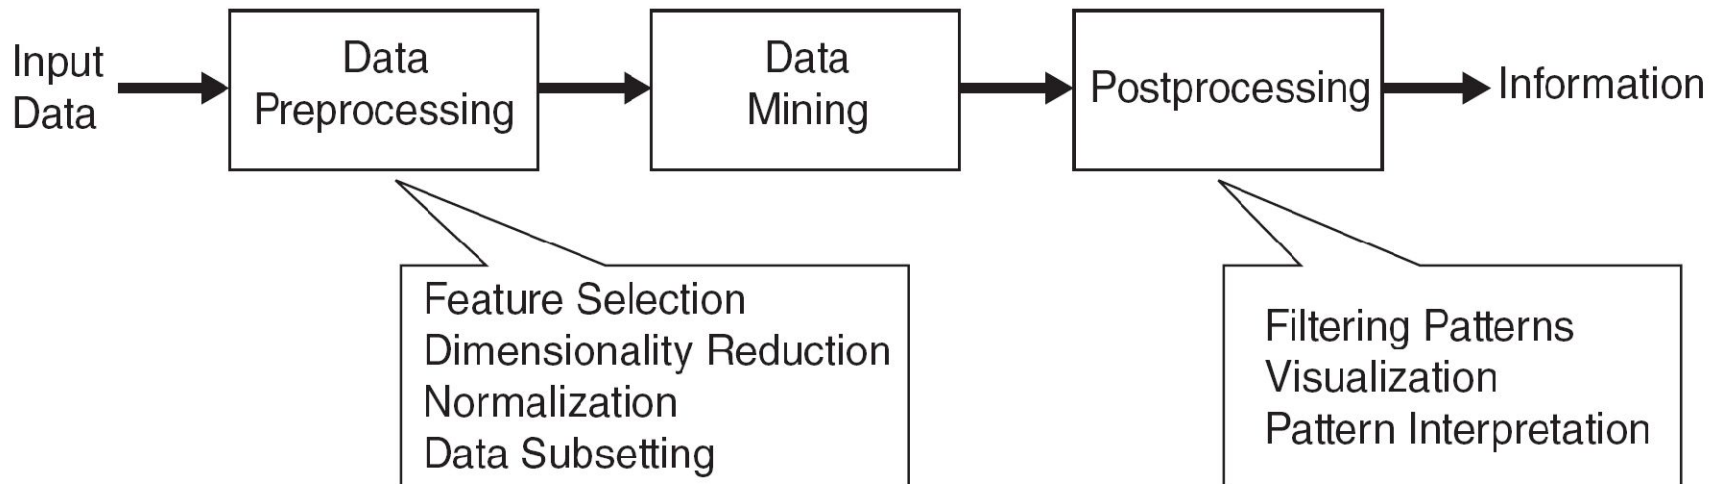 Input
Data
Data
Preprocessing
Data
Mining
Postprocessing
Information
Feature Selection
Dimensionality Reduction
Normalization
Data Subsetting
Filtering Patterns
Visualization
Pattern Interpretation